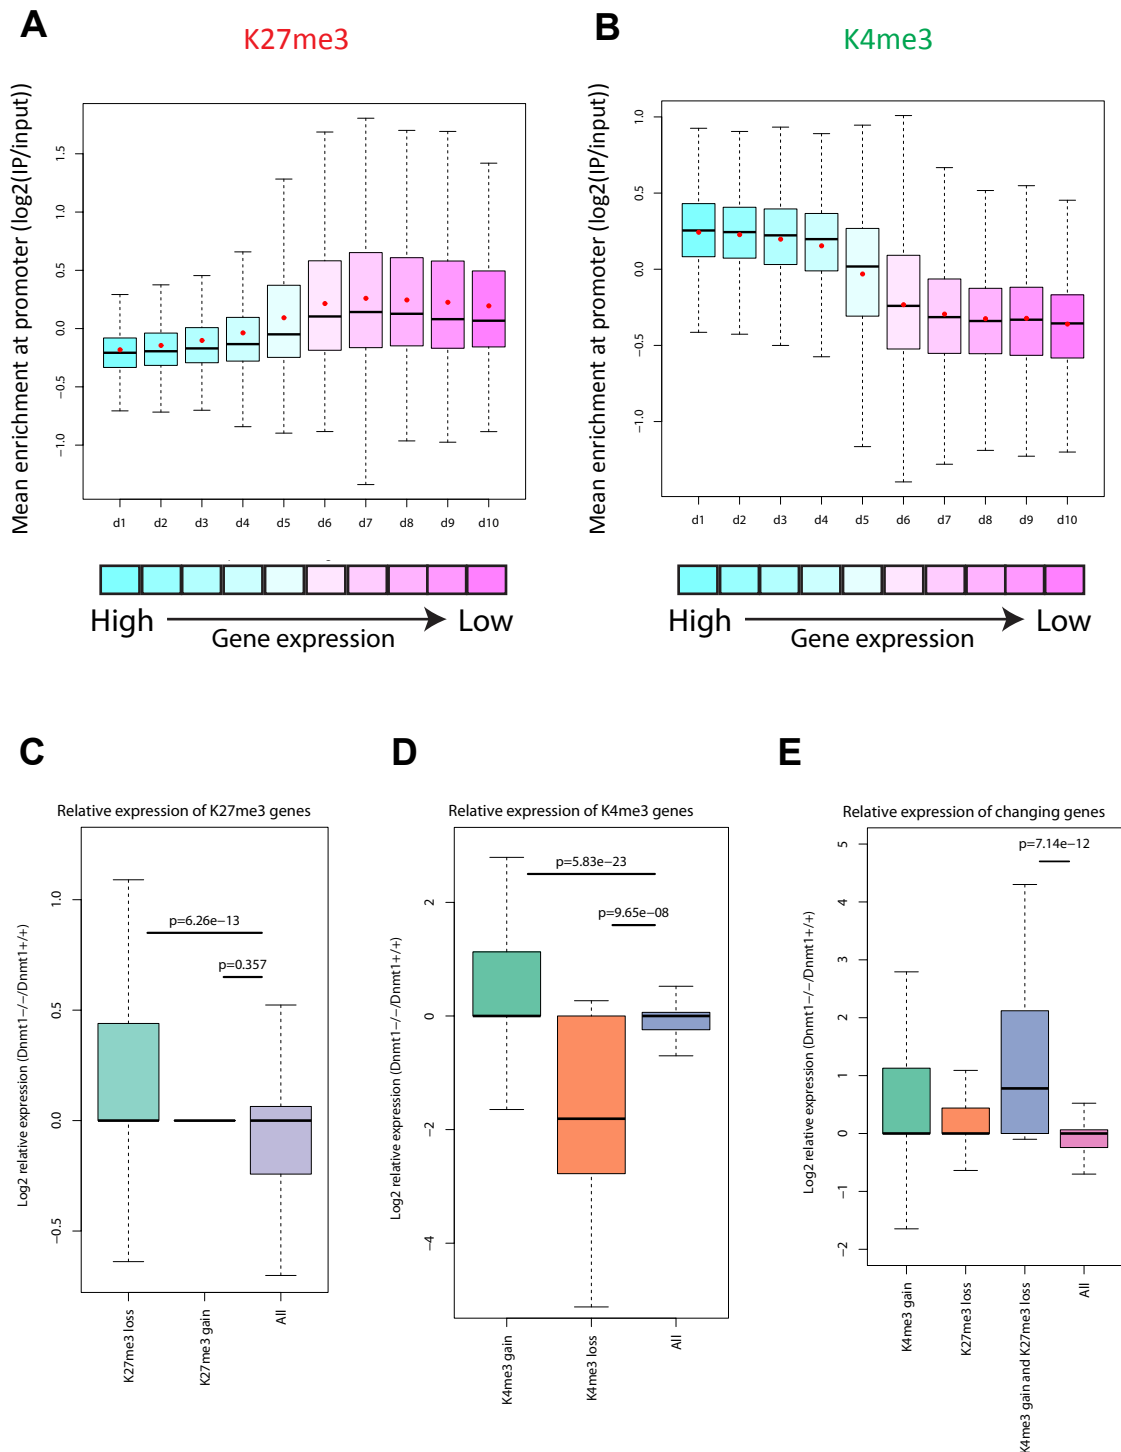 A
K27me3
Mean enrichment at promoter (log2(IP/input))
1.5
1.0
0.5
0.0
−0.5
−1.0
d1 d2 d3 d4 d5 d6 d7 d8 d9 d10
High
Gene expression
Low
B
K4me3
Mean enrichment at promoter (log2(IP/input))
1.0
0.5
0.0
−0.5
−1.0
d1 d2 d3 d4 d5 d6 d7 d8 d9 d10
High
Gene expression
Low
C
Relative expression of K27me3 genes
Log2 relative expression (Dnmt1−/−/Dnmt1+/+)
1.0
0.5
0.0
−0.5
p=6.26e−13
p=0.357
K27me3 loss
K27me3 gain
All
D
Relative expression of K4me3 genes
Log2 relative expression (Dnmt1−/−/Dnmt1+/+)
2
0
−2
−4
p=5.83e−23
p=9.65e−08
K4me3 gain
K4me3 loss
All
E
Relative expression of changing genes
Log2 relative expression (Dnmt1−/−/Dnmt1+/+)
5
4
3
2
1
0
−1
−2
p=7.14e−12
K4me3 gain
K27me3 loss
K4me3 gain and K27me3 loss
All